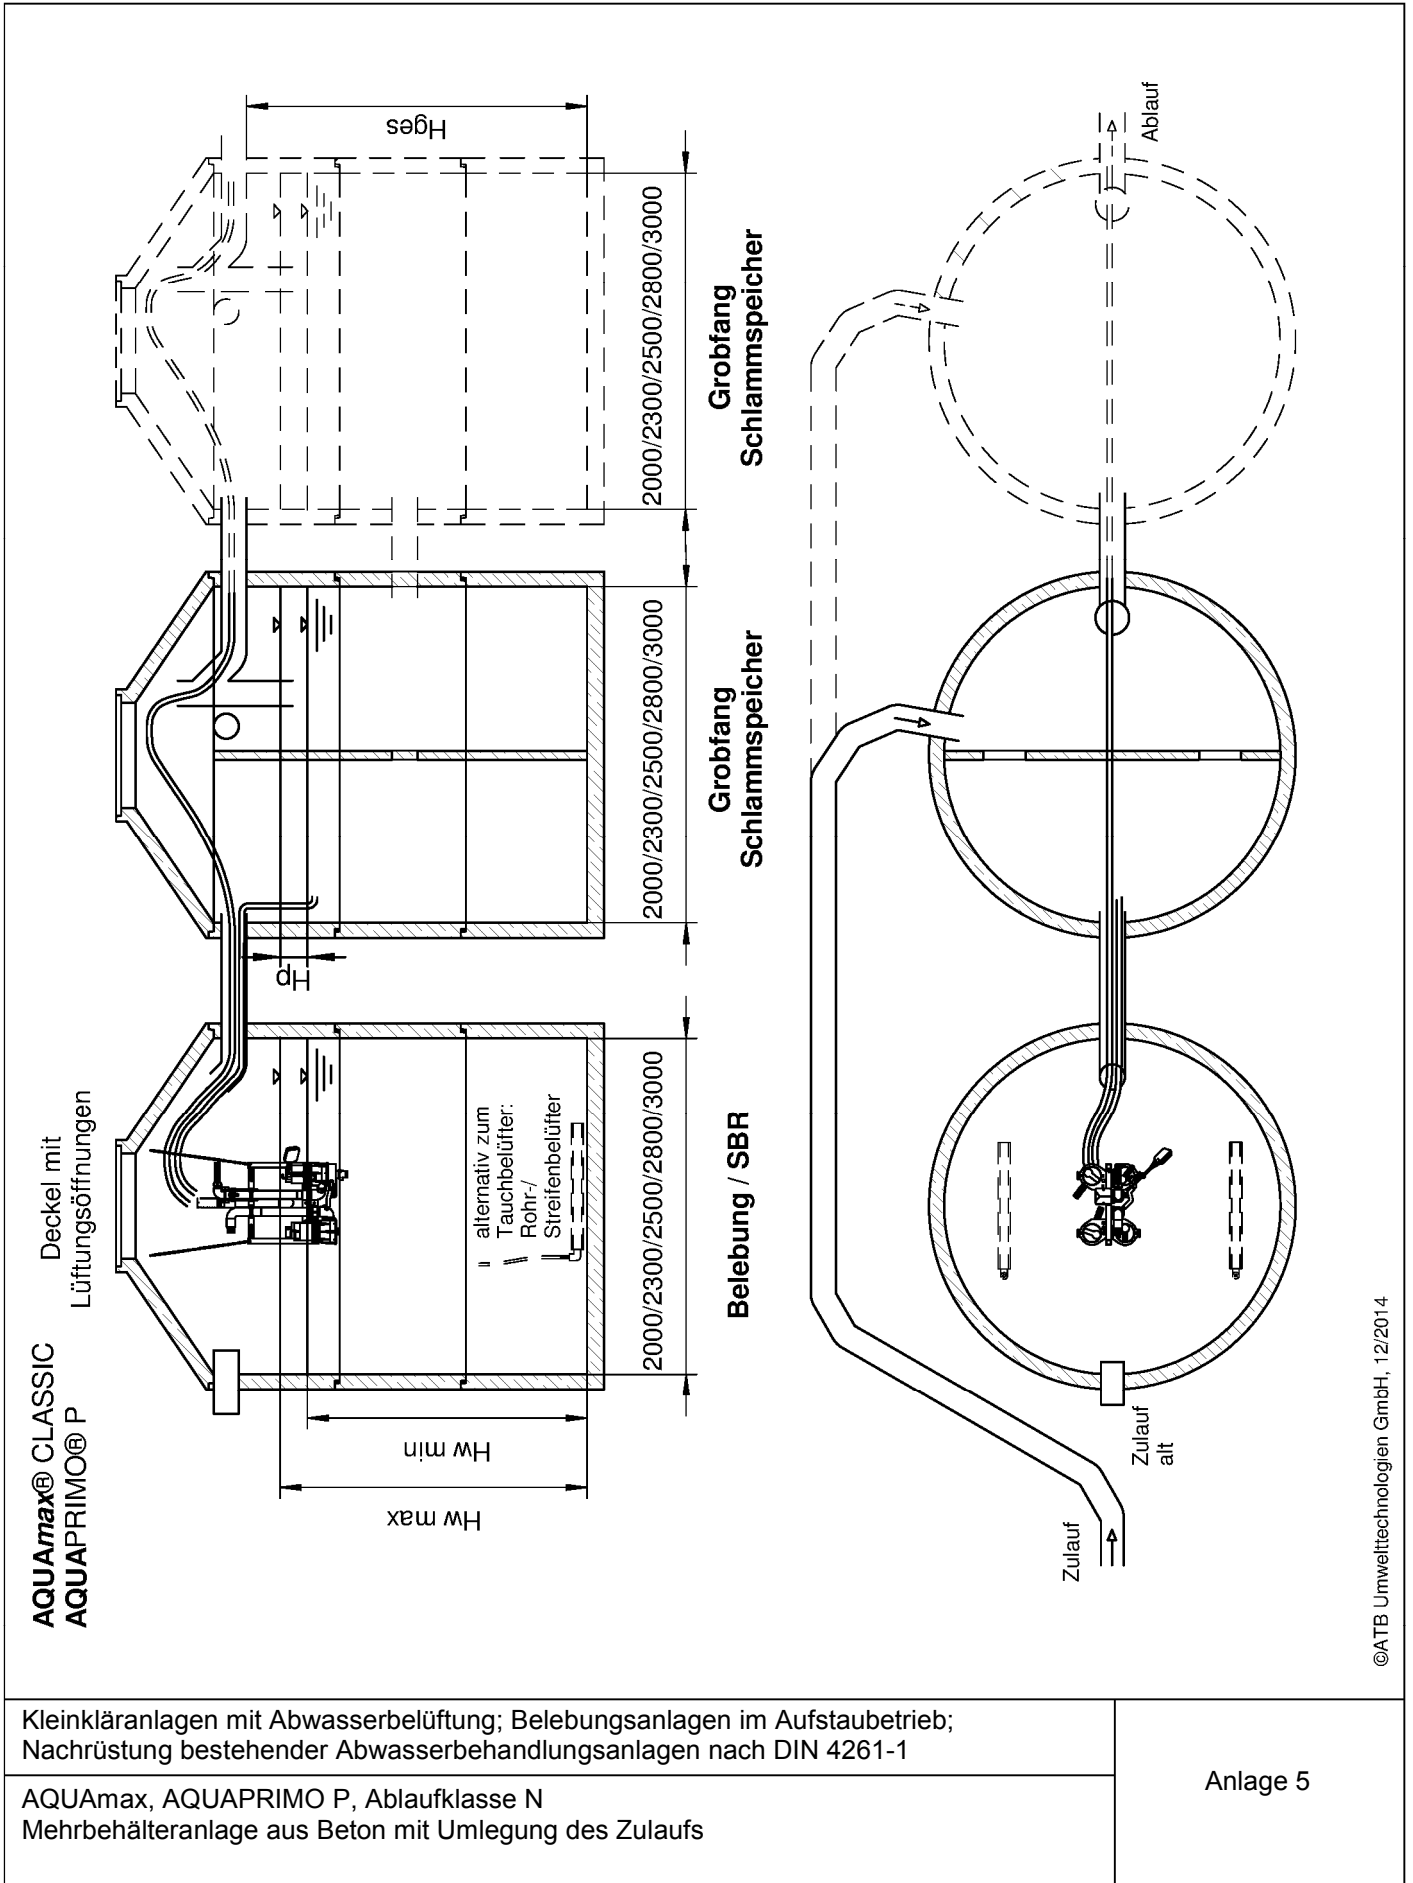 AQUAmax® CLASSIC
AQUAPRIMO® P
Deckel mit
Lüftungsöffnungen
Hw max
Hw min
Hp
Hges
alternativ zum
Tauchbelüfter:
Rohr-/
Streifenbelüfter
2000/2300/2500/2800/3000
2000/2300/2500/2800/3000
2000/2300/2500/2800/3000
Belebung / SBR
Grobfang
Schlammspeicher
Grobfang
Schlammspeicher
Zulauf
Zulauf
alt
Ablauf
©ATB Umwelttechnologien GmbH, 12/2014
Kleinkläranlagen mit Abwasserbelüftung; Belebungsanlagen im Aufstaubetrieb;
Nachrüstung bestehender Abwasserbehandlungsanlagen nach DIN 4261-1
AQUAmax, AQUAPRIMO P, Ablaufklasse N
Mehrbehälteranlage aus Beton mit Umlegung des Zulaufs
Anlage 5